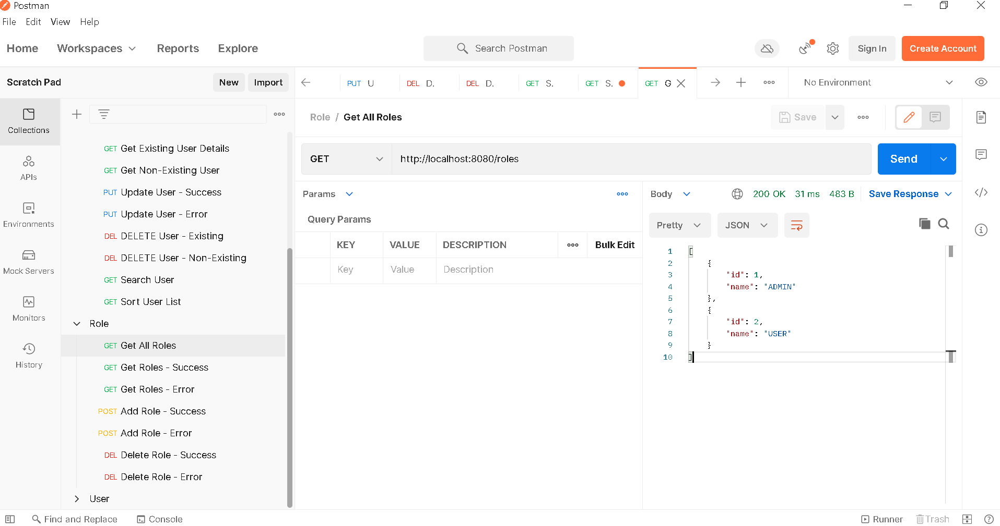 Postman
File Edit View Help
Home Workspaces Reports Explore Search Postman Sign In Create Account
Scratch Pad New Import PUT U DEL D. DEL D. GET S. GET S. GET G No Environment
Role / Get All Roles Save
Collections
APIs
Environments
Mock Servers
Monitors
History
GET Get Existing User Details
GET Get Non-Existing User
PUT Update User - Success
PUT Update User - Error
DEL DELETE User - Existing
DEL DELETE User - Non-Existing
GET Search User
GET Sort User List
Role
GET Get All Roles
GET Get Roles - Success
GET Get Roles - Error
POST Add Role - Success
POST Add Role - Error
DEL Delete Role - Success
DEL Delete Role - Error
User
GET http://localhost:8080/roles Send
Params
Query Params
KEY VALUE DESCRIPTION Bulk Edit
Key Value Description
Body 200 OK 31 ms 483 B Save Response
Pretty JSON
1 [
2 {
3 "id": 1,
4 "name": "ADMIN"
5 },
6 {
7 "id": 2,
8 "name": "USER"
9 }
10 ]
Find and Replace Console Runner Trash